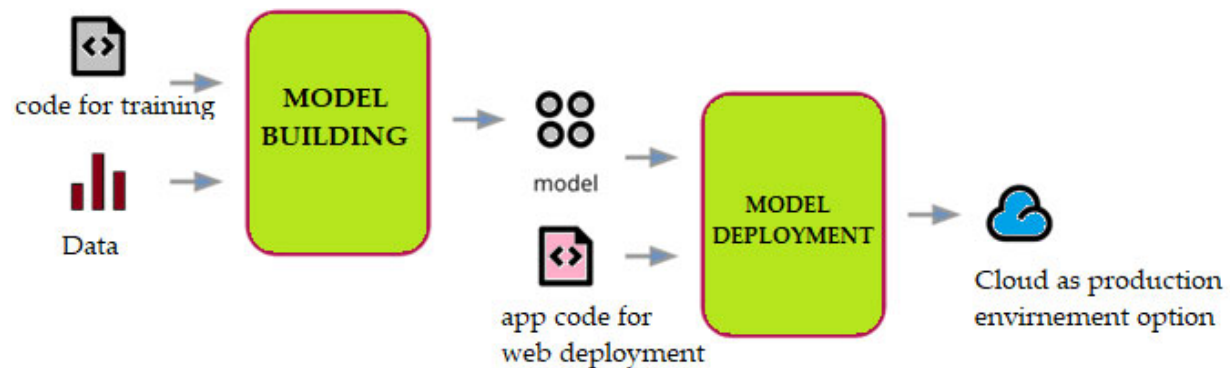 code for training
Data
MODEL
BUILDING
model
app code for
web deployment
MODEL
DEPLOYMENT
Cloud as production
envirnement option